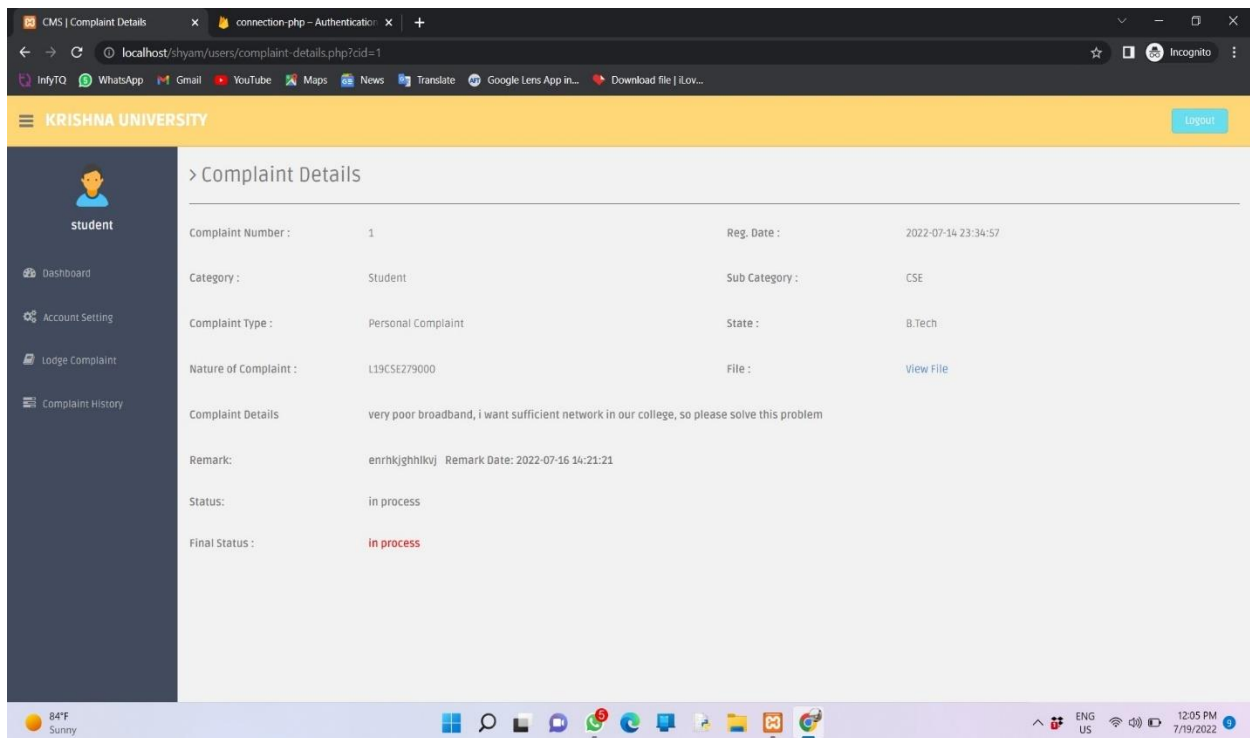 CMS | Complaint Details
connection-php – Authentication
localhost/shyam/users/complaint-details.php?cid=1
Incognito
InfyTQ WhatsApp Gmail YouTube Maps News Translate Google Lens App in... Download file | iLov...
KRISHNA UNIVERSITY
Logout
student
Dashboard
Account Setting
Lodge Complaint
Complaint History
> Complaint Details
Complaint Number : 1 Reg. Date : 2022-07-14 23:34:57
Category : Student Sub Category : CSE
Complaint Type : Personal Complaint State : B.Tech
Nature of Complaint : L19CSE279000 File : View File
Complaint Details very poor broadband, i want sufficient network in our college, so please solve this problem
Remark: enrhkjghhlkvj Remark Date: 2022-07-16 14:21:21
Status: in process
Final Status : in process
84°F
Sunny
ENG
US
12:05 PM
7/19/2022
9